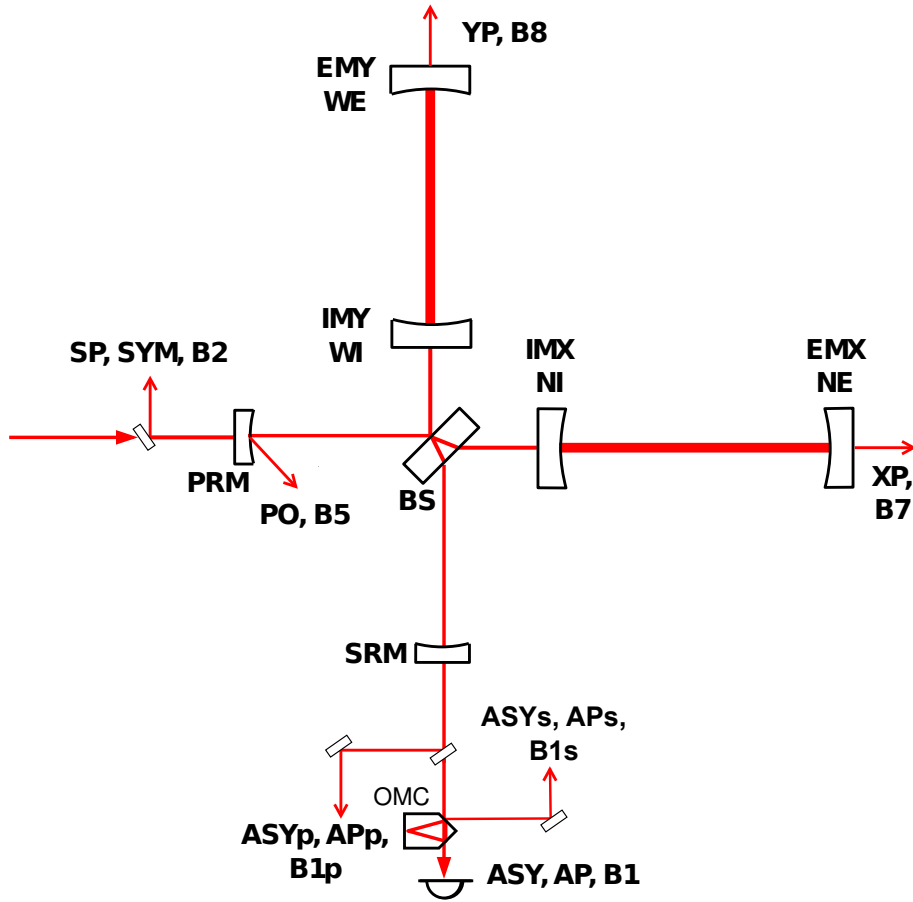 YP, B8
EMY
WE
IMY
WI
SP, SYM, B2
IMX
NI
EMX
NE
PRM
PO, B5
BS
XP,
B7
SRM
ASYs, APs,
B1s
OMC
ASYp, APp,
B1p
ASY, AP, B1